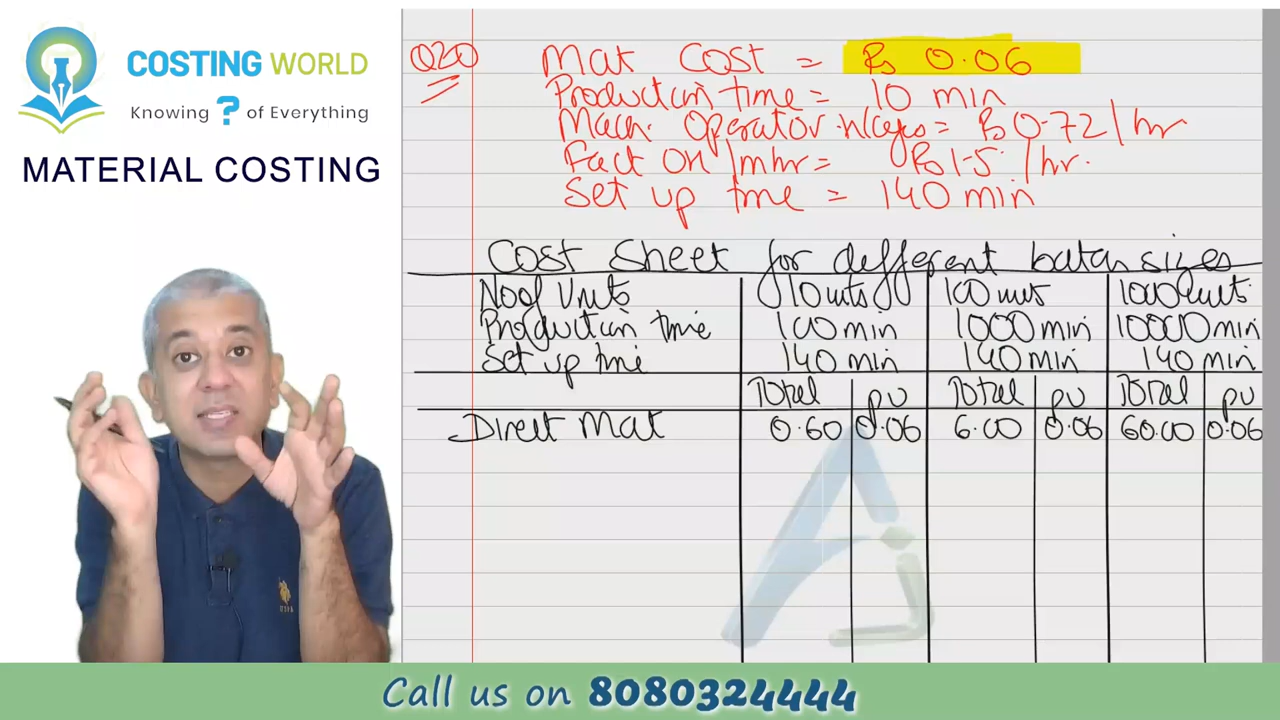 COSTING WORLD
Knowing ? of Everything
MATERIAL COSTING
Q20
Mat Cost = Rs 0.06
Production time = 10 min
Mach. Operator Wages = Rs 0.72/hr
Fact OH/mhr = Rs 1.5/hr.
Set up time = 140 min
Cost Sheet for different batch sizes
No of Units 10 units 100 units 1000 units
Production time 100 min 1000 min 10000 min
Set up time 140 min 140 min 140 min
Total pu Total pu Total pu
Direct Mat 0.60 0.06 6.00 0.06 60.00 0.06
Call us on 8080324444